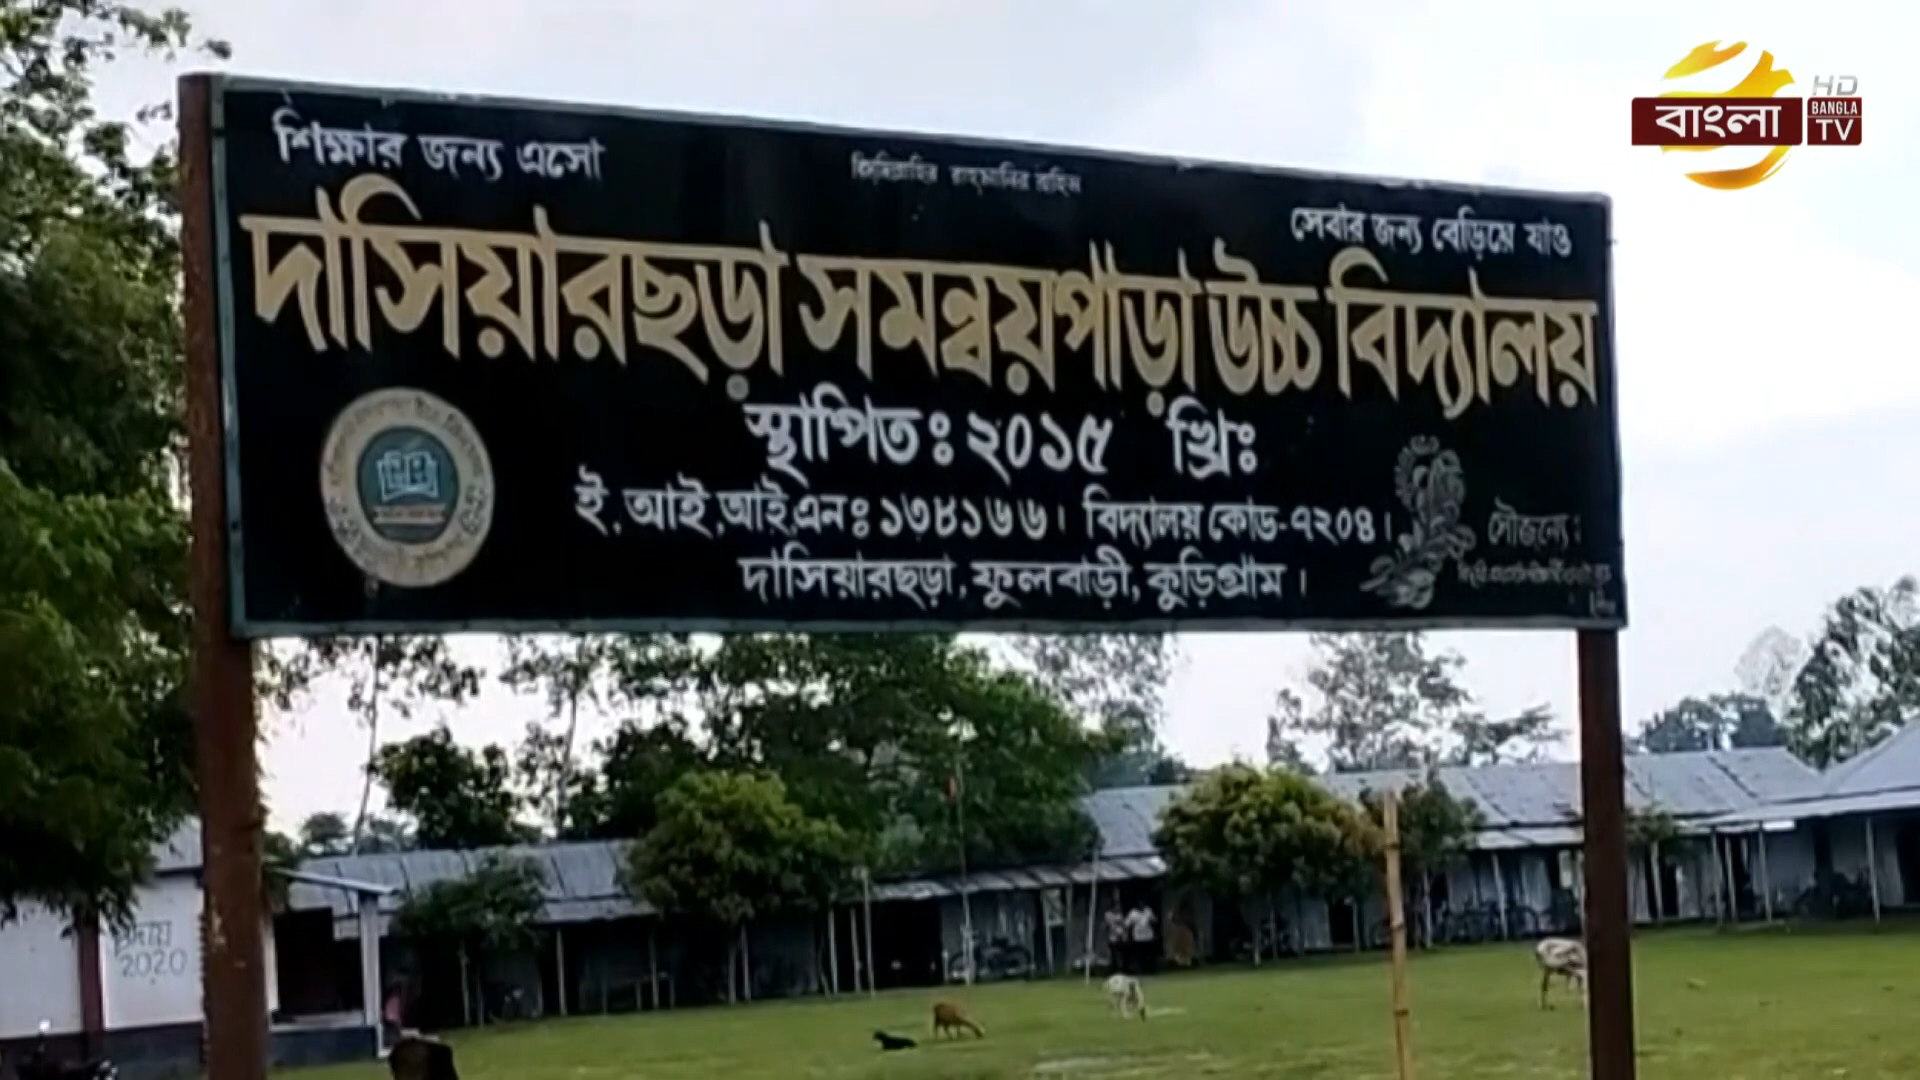 শিক্ষার জন্য এসো
বিসমিল্লাহির রাহমানির রাহিম
সেবার জন্য বেড়িয়ে যাও
দাসিয়ারছড়া সমন্বয়পাড়া উচ্চ বিদ্যালয়
স্থাপিতঃ ২০১৫ খ্রিঃ
ই.আই.আই.এনঃ ১৩৮১৬৬। বিদ্যালয় কোড-৭২০৪।
দাসিয়ারছড়া, ফুলবাড়ী, কুড়িগ্রাম।
সৌজন্যে :
2020
বাংলা
HD
BANGLA
TV